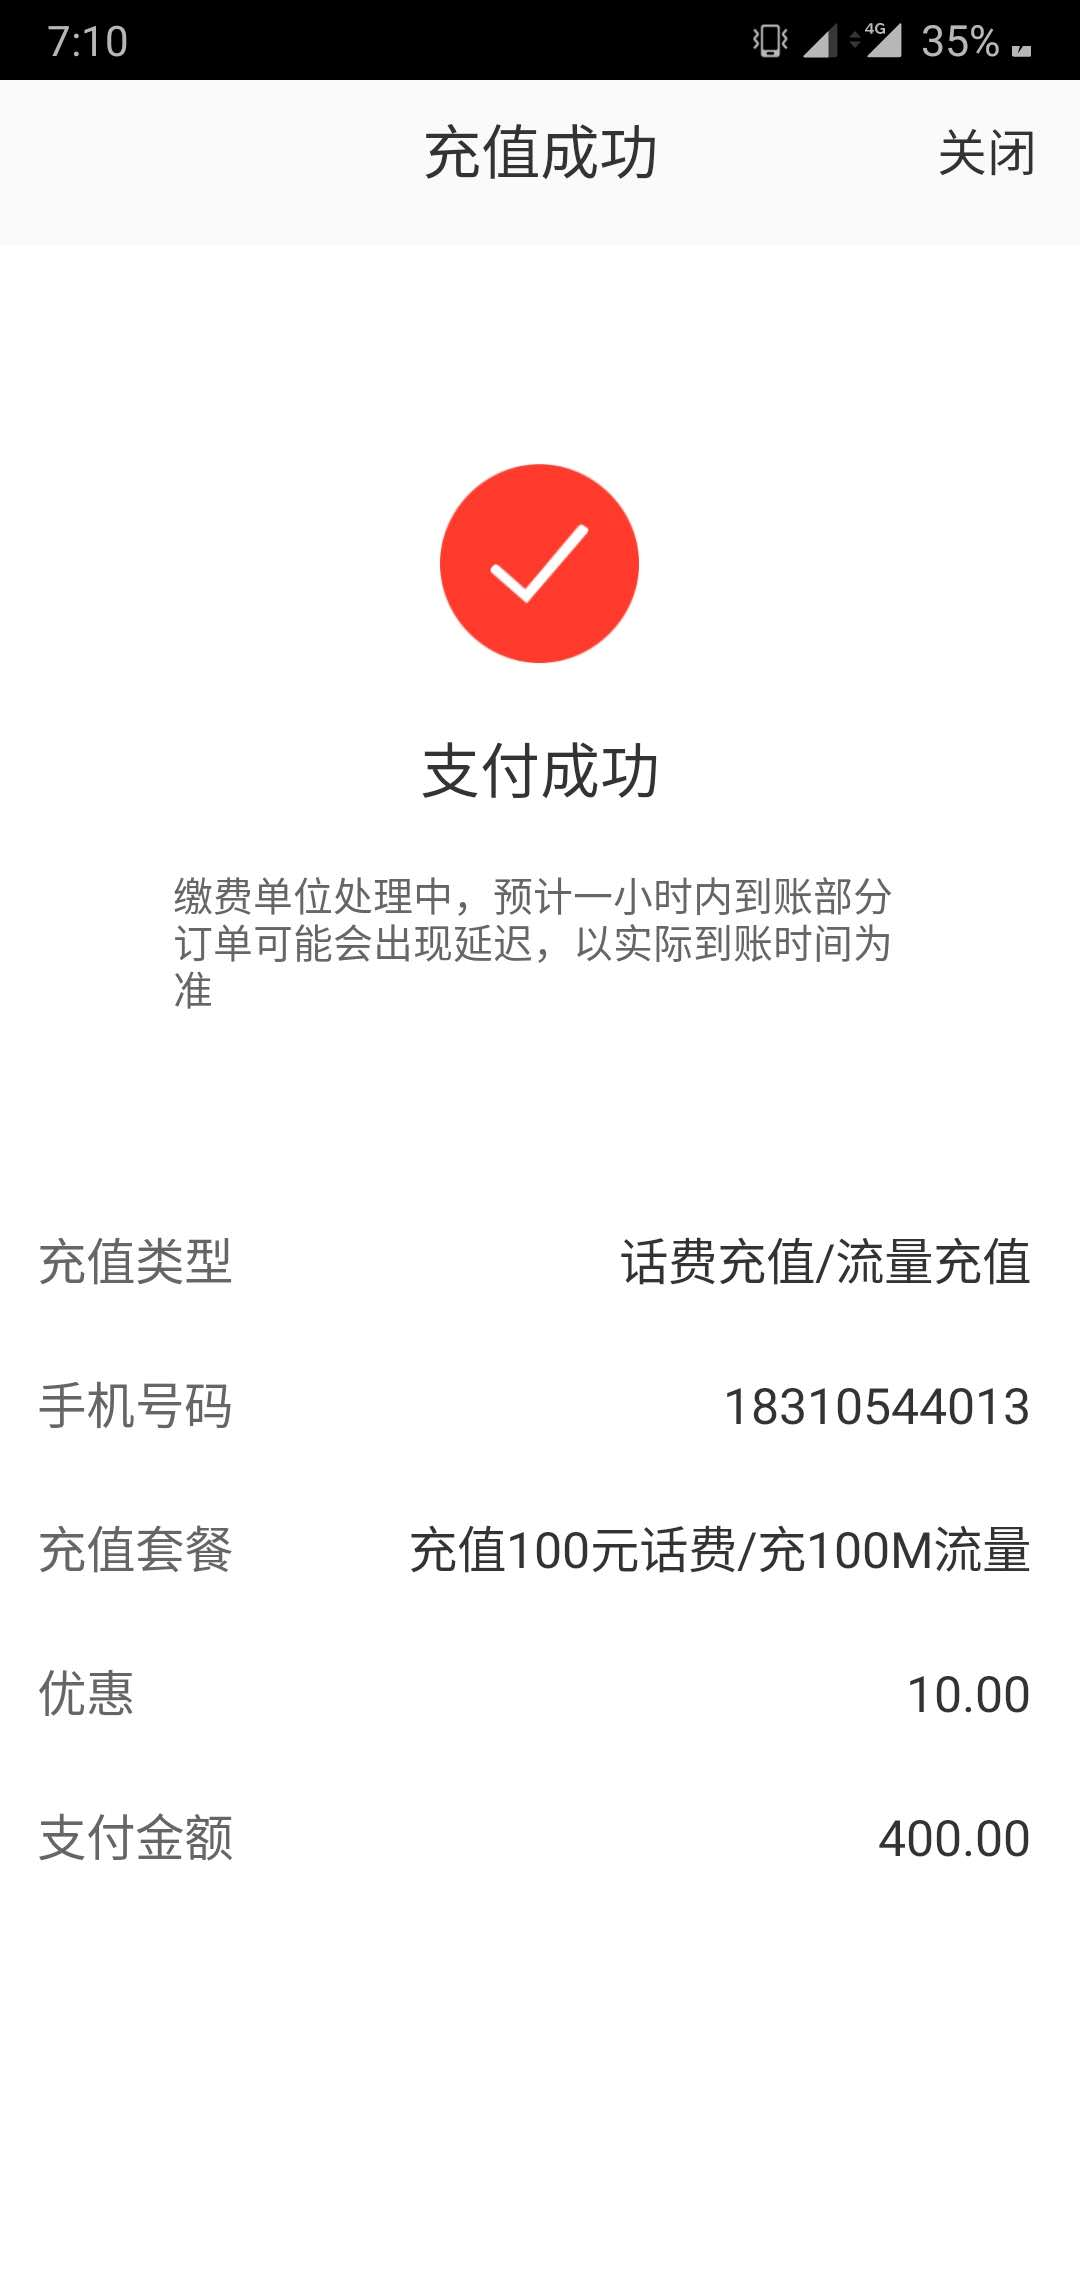 7:10
4G
35%
充值成功
关闭
支付成功
缴费单位处理中，预计一小时内到账部分
订单可能会出现延迟，以实际到账时间为
准
充值类型 话费充值/流量充值
手机号码 18310544013
充值套餐 充值100元话费/充100M流量
优惠 10.00
支付金额 400.00